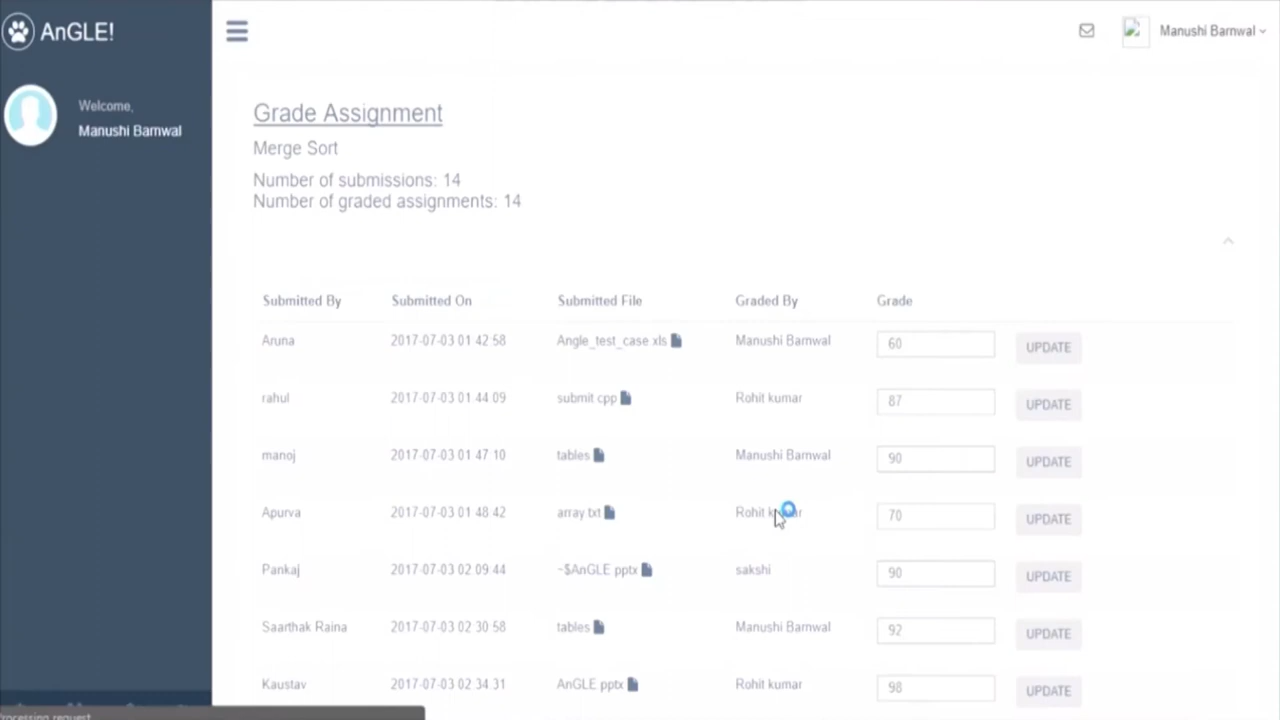 AnGLE!
Manushi Barnwal
Welcome,
Manushi Barnwal
Grade Assignment
Merge Sort
Number of submissions: 14
Number of graded assignments: 14
Submitted By Submitted On Submitted File Graded By Grade
Aruna 2017-07-03 01:42:58 Angle_test_case.xls Manushi Barnwal 60 UPDATE
rahul 2017-07-03 01:44:09 submit.cpp Rohit kumar 87 UPDATE
manoj 2017-07-03 01:47:10 tables Manushi Barnwal 90 UPDATE
Apurva 2017-07-03 01:48:42 array.txt Rohit kumar 70 UPDATE
Pankaj 2017-07-03 02:09:44 ~$AnGLE.pptx sakshi 90 UPDATE
Saarthak Raina 2017-07-03 02:30:58 tables Manushi Barnwal 92 UPDATE
Kaustav 2017-07-03 02:34:31 AnGLE.pptx Rohit kumar 98 UPDATE
Processing request